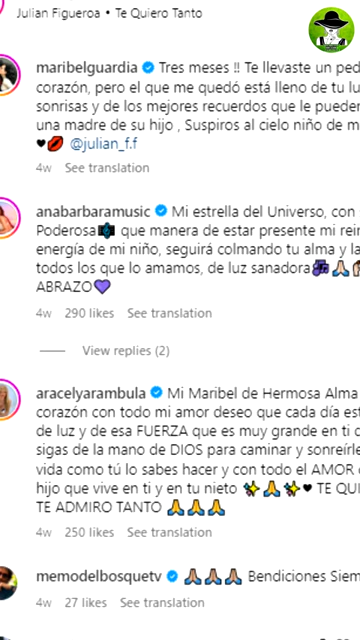 Julian Figueroa • Te Quiero Tanto
maribelguardia Tres meses !! Te llevaste un ped
corazón, pero el que me quedó está lleno de tu lu
sonrisas y de los mejores recuerdos que le pueden
una madre de su hijo , Suspiros al cielo niño de m
@julian_f.f
4w See translation
anabarbaramusic Mi estrella del Universo, con s
Poderosa que manera de estar presente mi rein
energía de mi niño, seguirá colmando tu alma y la
todos los que lo amamos, de luz sanadora
ABRAZO
4w 290 likes See translation
View replies (2)
aracelyarambula Mi Maribel de Hermosa Alma
corazón con todo mi amor deseo que cada día est
de luz y de esa FUERZA que es muy grande en ti q
sigas de la mano de DIOS para caminar y sonreírle
vida como tú lo sabes hacer y con todo el AMOR
hijo que vive en ti y en tu nieto TE QUI
TE ADMIRO TANTO
4w 250 likes See translation
memodelbosquetv Bendiciones Siem
4w 27 likes See translation